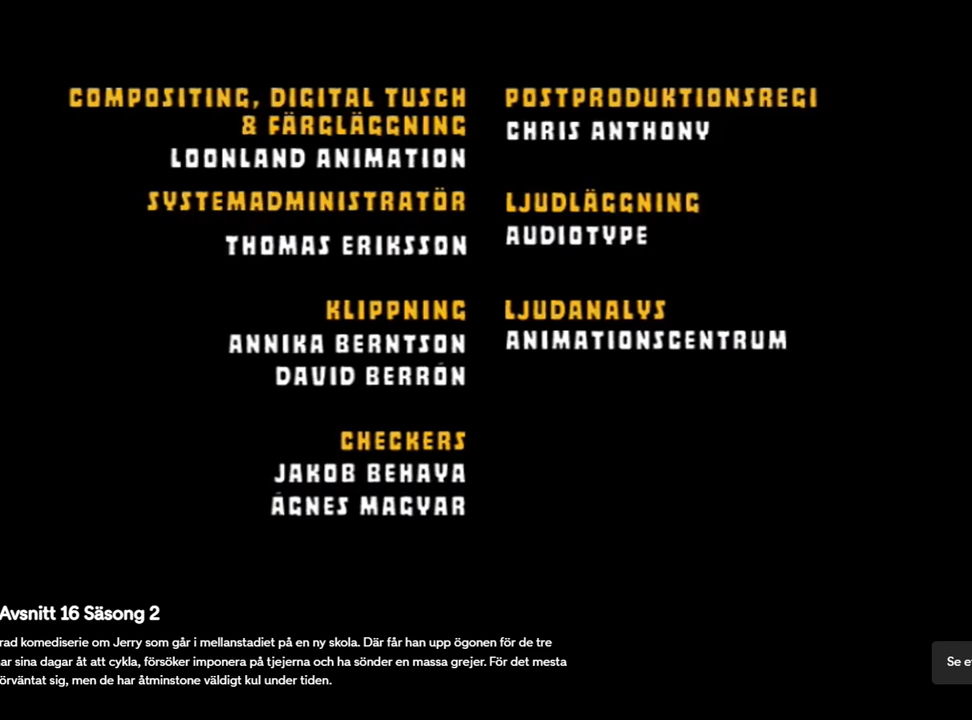 COMPOSITING, DIGITAL TUSCH
& FÄRGLÄGGNING
LOONLAND ANIMATION
SYSTEMADMINISTRATÖR
THOMAS ERIKSSON
KLIPPNING
ANNIKA BERNTSON
DAVID BERRÓN
CHECKERS
JAKOB BEHAYA
ÁGNES MAGYAR
POSTPRODUKTIONSREGI
CHRIS ANTHONY
LJUDLÄGGNING
AUDIOTYPE
LJUDANALYS
ANIMATIONSCENTRUM
Avsnitt 16 Säsong 2
rad komediserie om Jerry som går i mellanstadiet på en ny skola. Där får han upp ögonen för de tre
ar sina dagar åt att cykla, försöker imponera på tjejerna och ha sönder en massa grejer. För det mesta
örväntat sig, men de har åtminstone väldigt kul under tiden.
Se e